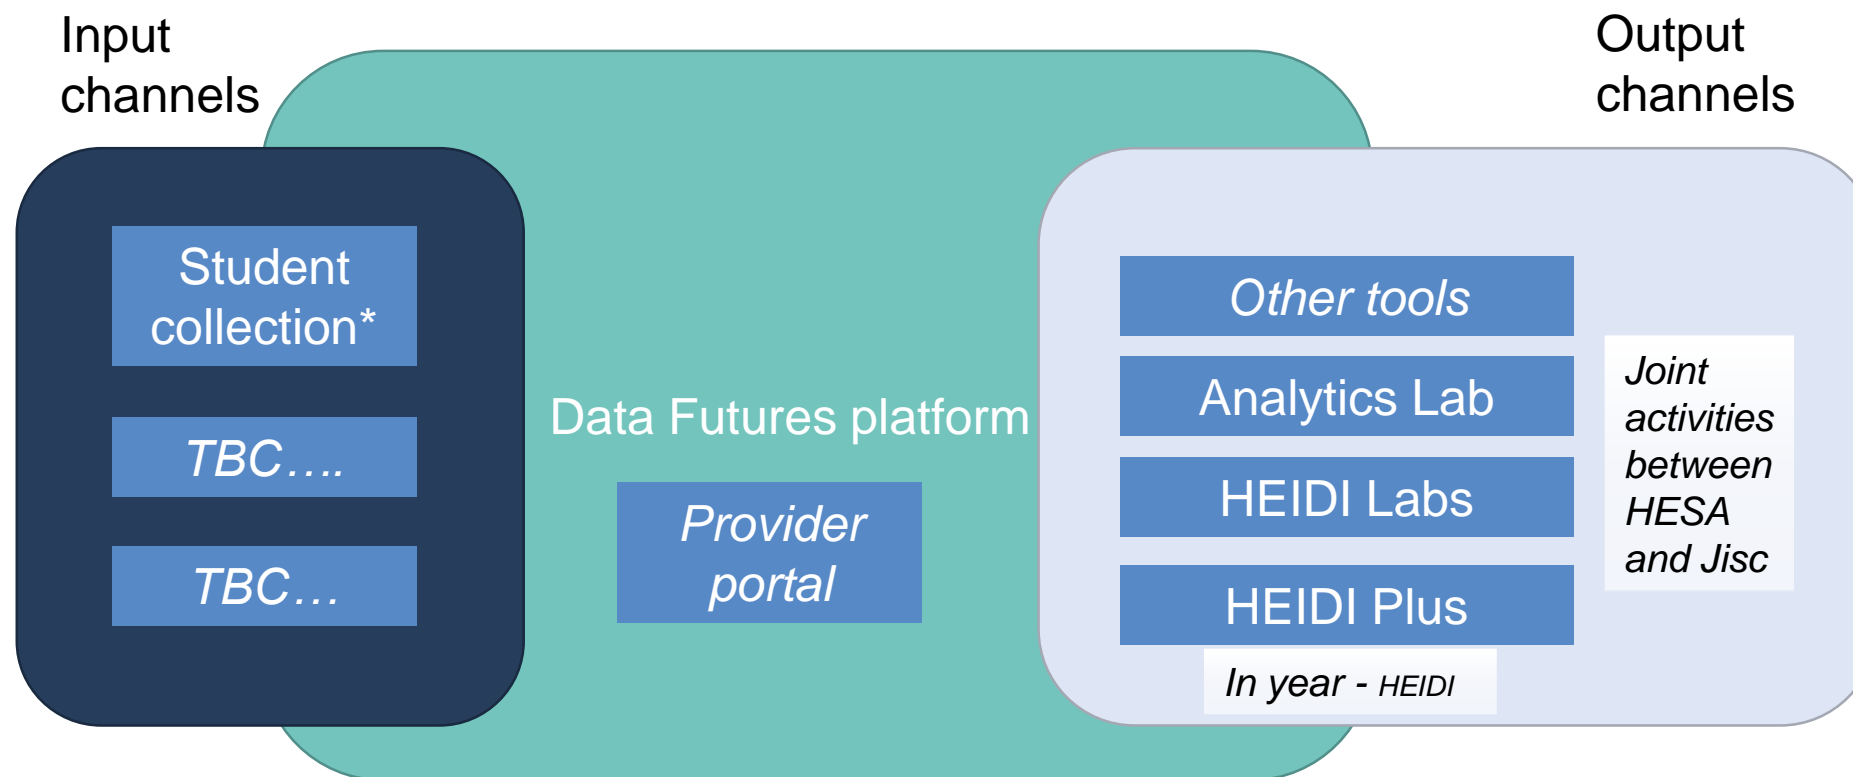 Input
channels
Output
channels
Student
collection*
TBC….
TBC…
Data Futures platform
Provider
portal
Other tools
Analytics Lab
HEIDI Labs
HEIDI Plus
In year - HEIDI
Joint
activities
between
HESA
and Jisc